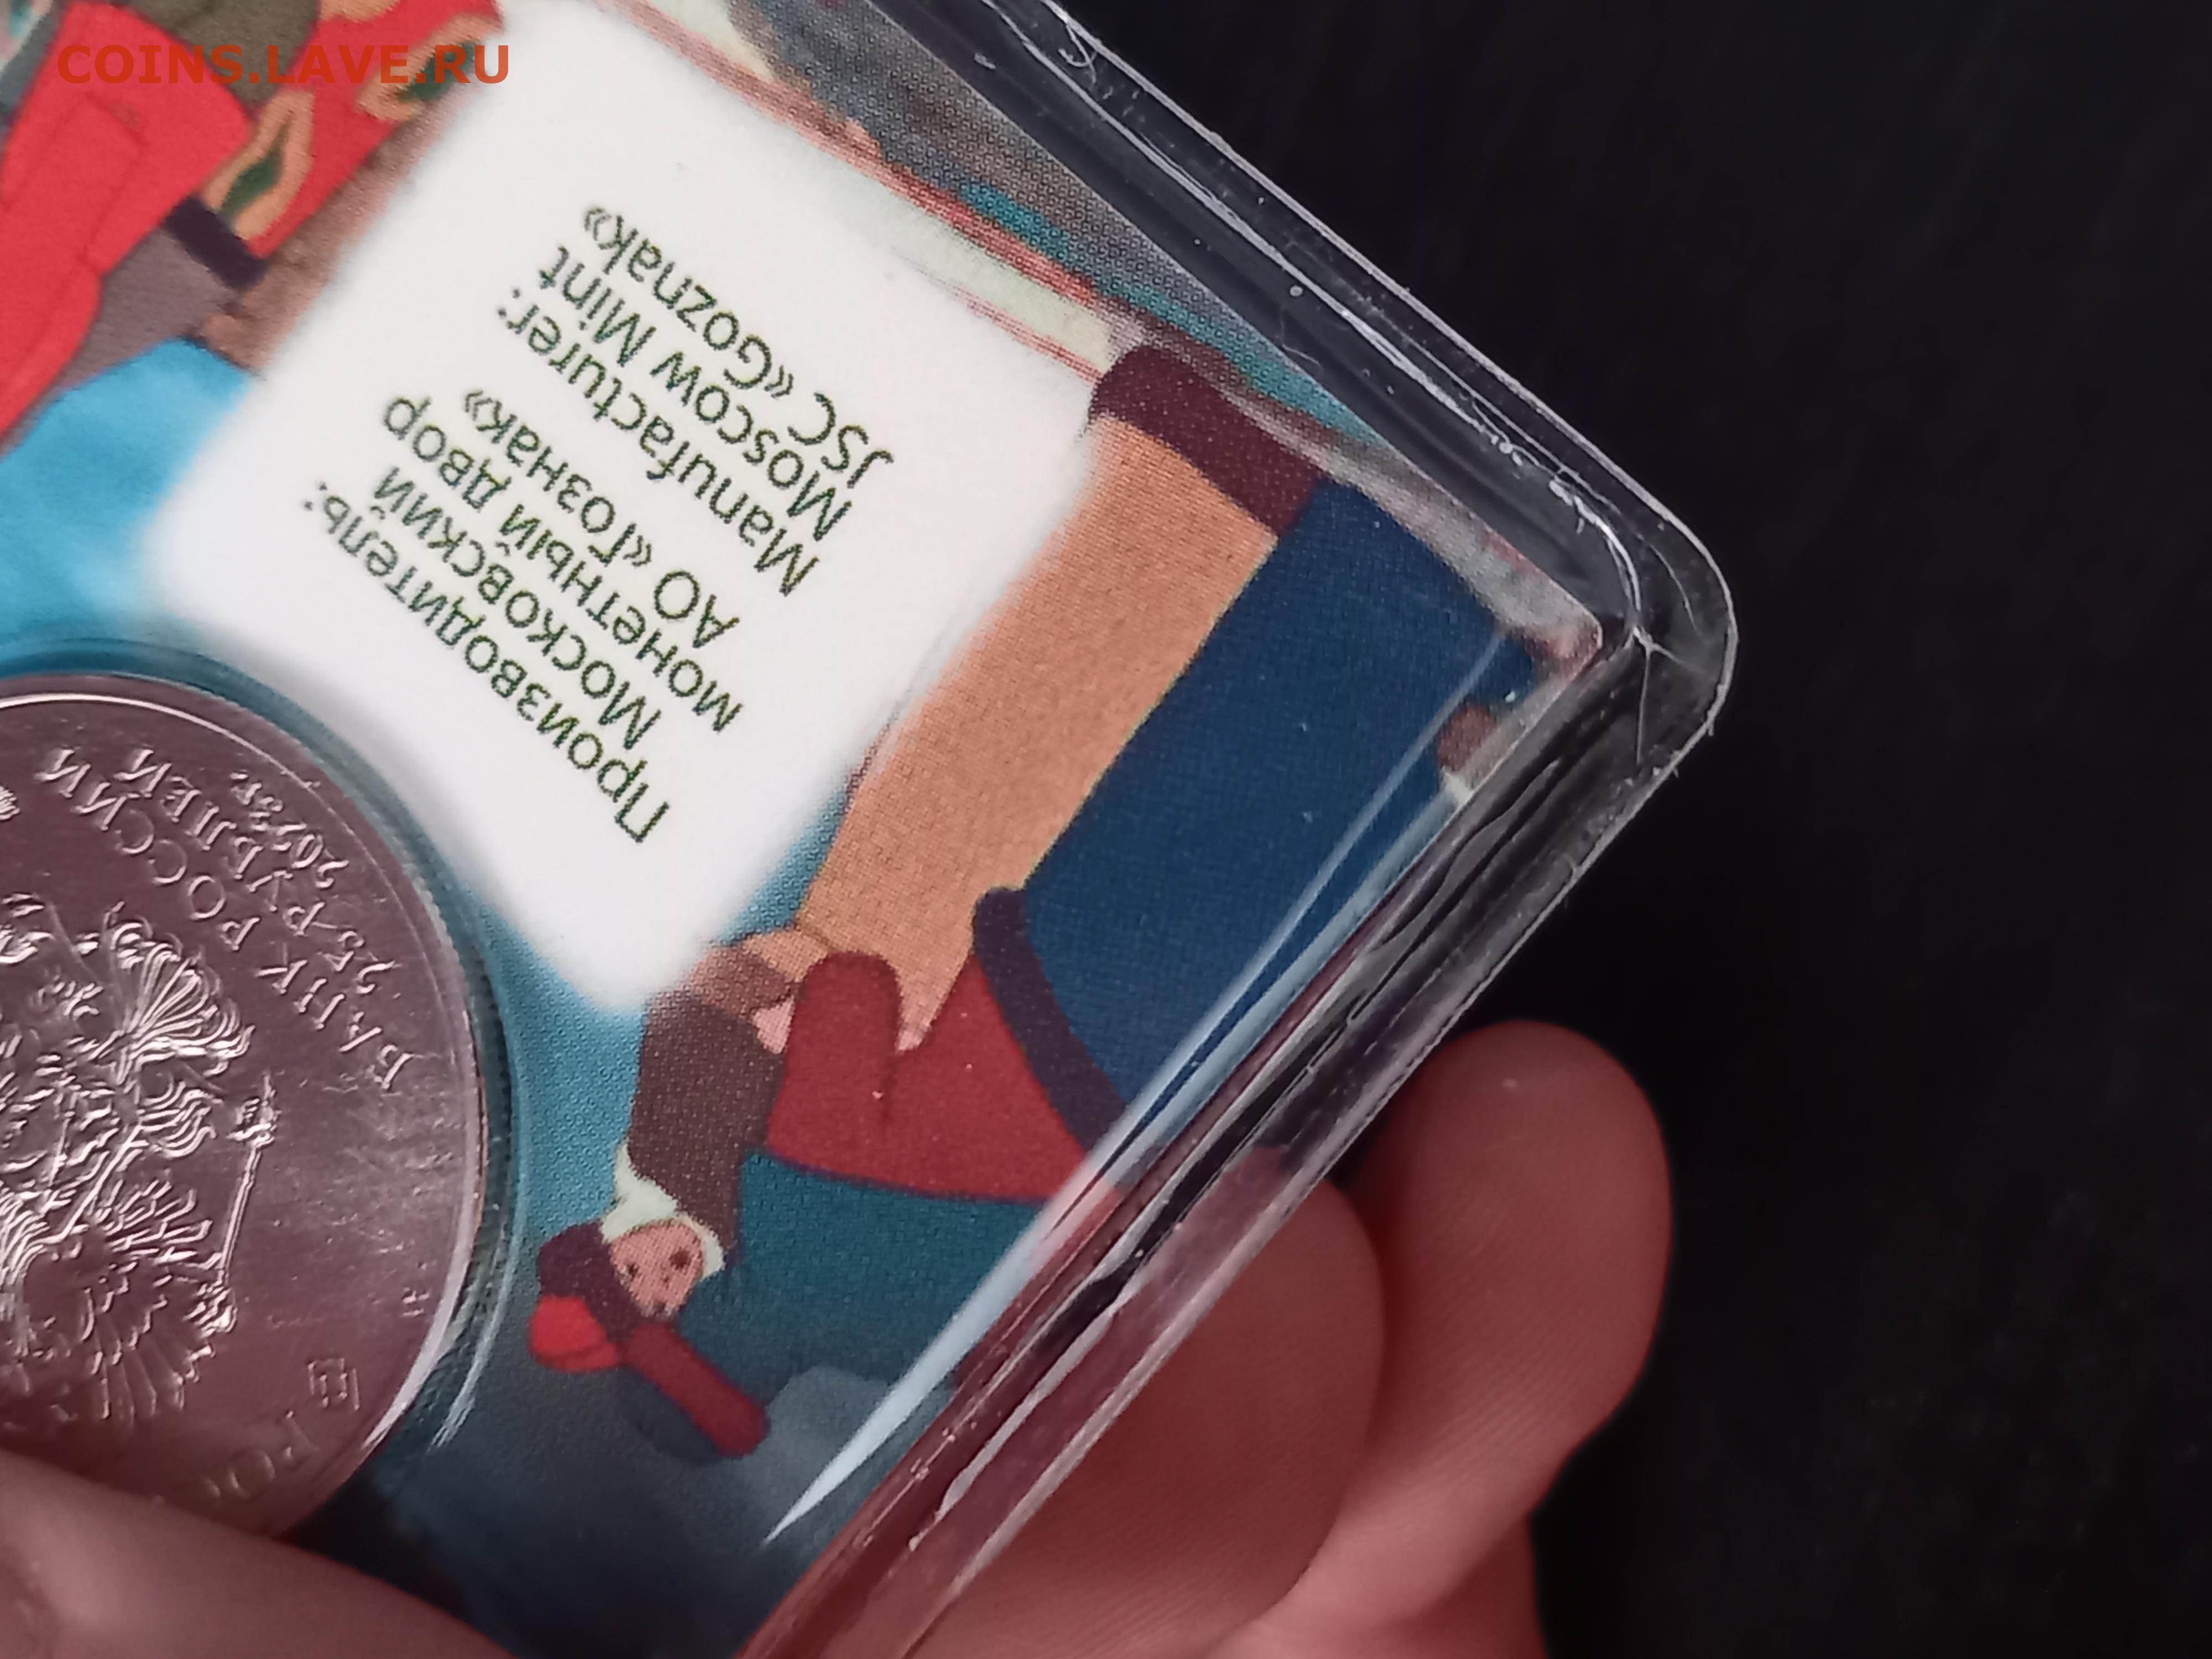 COINS.LAVE.RU
Производитель:
Московский
монетный двор
АО «Гознак»
Manufacturer:
Moscow Mint
JSC «Goznak»
БАНК РОССИИ
25 РУБЛЕЙ
2023г.